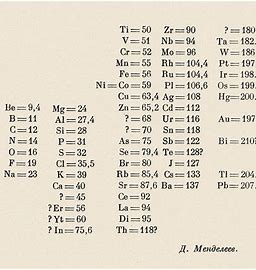 Ti = 50 Zr = 90 ? = 180
V = 51 Nb = 94 Ta = 182.
Cr = 52 Mo = 96 W = 186.
Mn = 55 Rh = 104,4 Pt = 197,
Fe = 56 Ru = 104,4 Ir = 198.
Ni = Co = 59 Pl = 106,6 Os = 199.
Cu = 63,4 Ag = 108 Hg = 200.
Be = 9,4 Mg = 24 Zn = 65,2 Cd = 112
B = 11 Al = 27,4 ? = 68 Ur = 116 Au = 197
C = 12 Si = 28 ? = 70 Sn = 118
N = 14 P = 31 As = 75 Sb = 122 Bi = 210?
O = 16 S = 32 Se = 79,4 Te = 128?
F = 19 Cl = 35,5 Br = 80 J = 127
Na = 23 K = 39 Rb = 85,4 Cs = 133 Tl = 204.
Ca = 40 Sr = 87,6 Ba = 137 Pb = 207.
? = 45 Ce = 92
?Er = 56 La = 94
?Yt = 60 Di = 95
?In = 75,6 Th = 118?
Д. Менделеев.